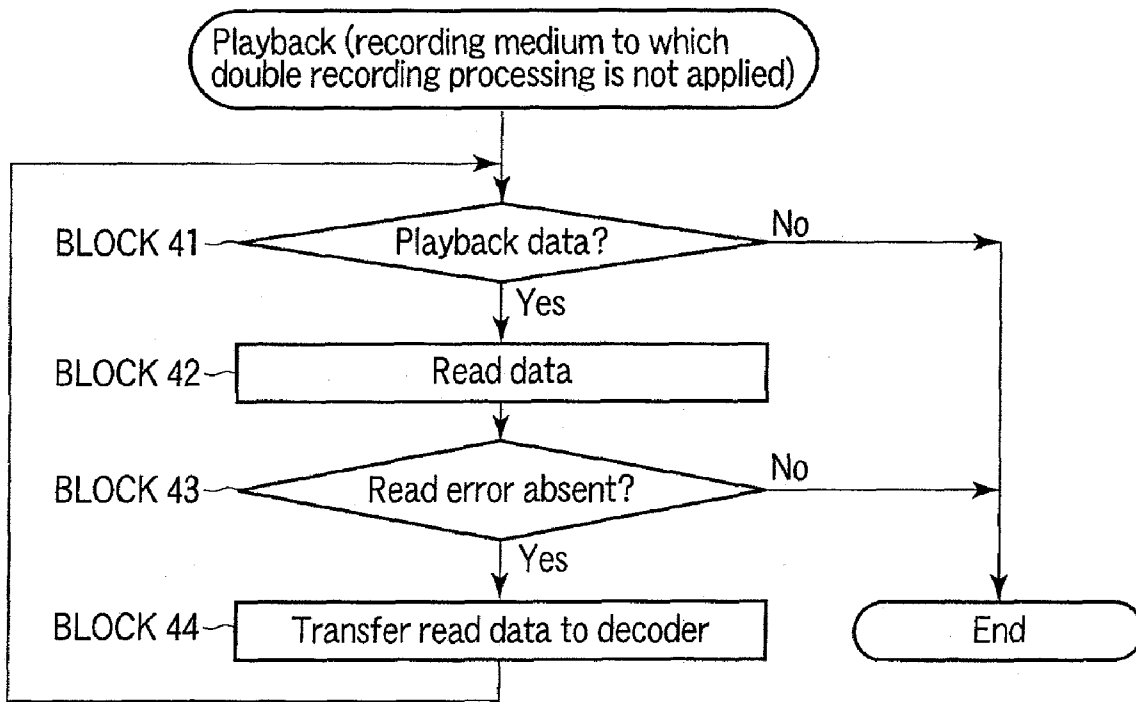 Playback (recording medium to which
double recording processing is not applied)
BLOCK 41
Playback data?
No
Yes
BLOCK 42
Read data
BLOCK 43
Read error absent?
No
Yes
BLOCK 44
Transfer read data to decoder
End